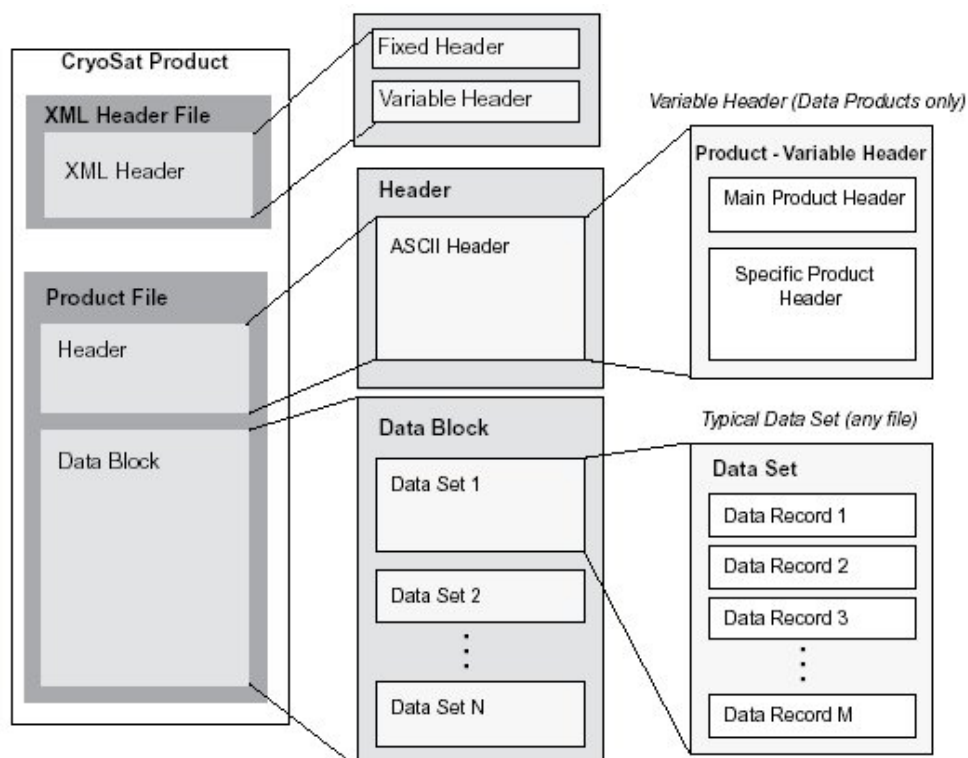 CryoSat Product
XML Header File
XML Header
Product File
Header
Data Block
Fixed Header
Variable Header
Header
ASCII Header
Data Block
Data Set 1
Data Set 2
Data Set N
Variable Header (Data Products only)
Product - Variable Header
Main Product Header
Specific Product
Header
Typical Data Set (any file)
Data Set
Data Record 1
Data Record 2
Data Record 3
Data Record M